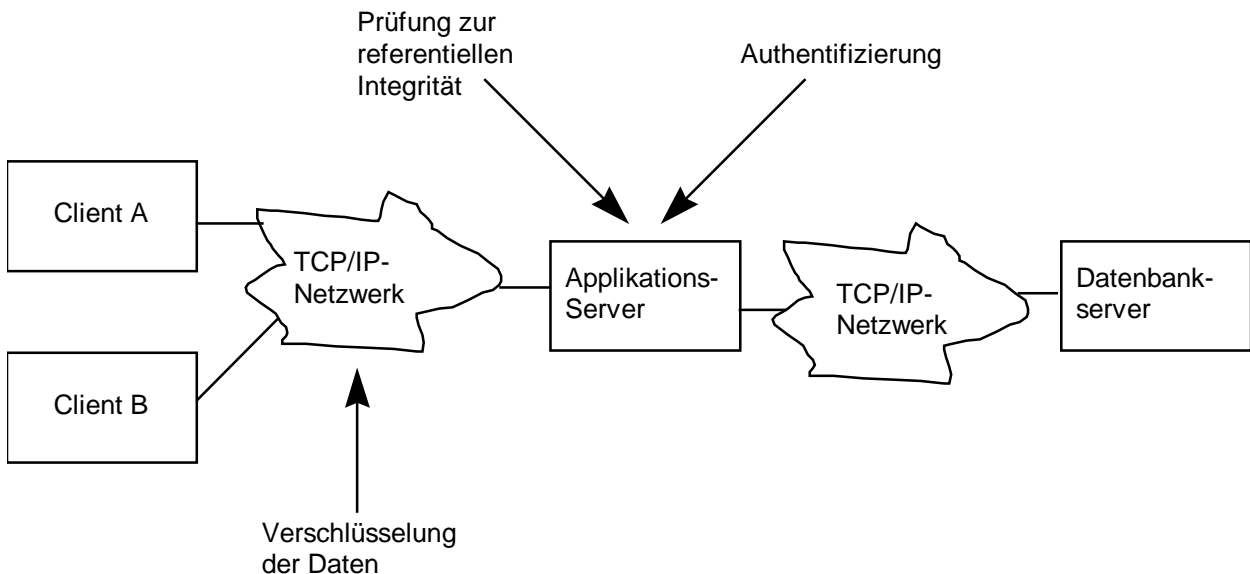 Prüfung zur
referentiellen
Integrität
Authentifizierung
Client A
TCP/IP-
Netzwerk
Applikations-
Server
TCP/IP-
Netzwerk
Datenbank-
server
Client B
Verschlüsselung
der Daten